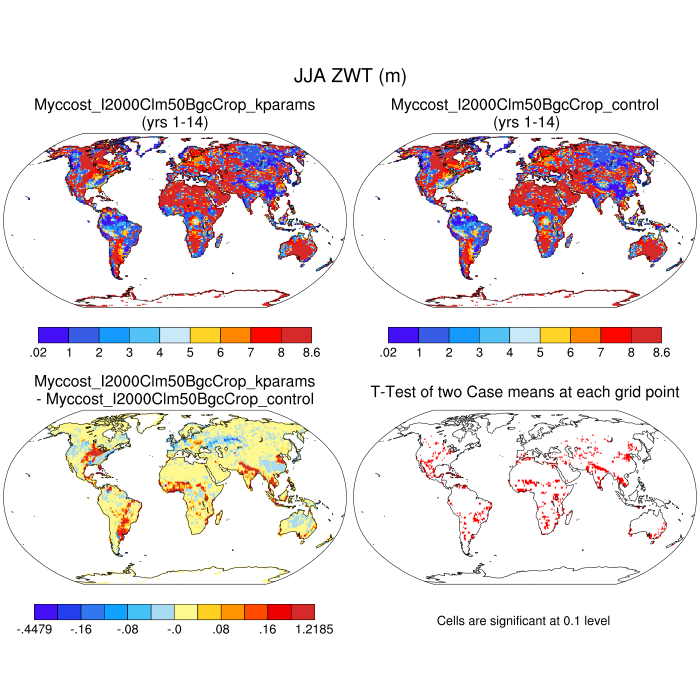 JJA ZWT (m)
Myccost_I2000Clm50BgcCrop_kparams
(yrs 1-14)
Myccost_I2000Clm50BgcCrop_control
(yrs 1-14)
.02 1 2 3 4 5 6 7 8 8.6
.02 1 2 3 4 5 6 7 8 8.6
Myccost_I2000Clm50BgcCrop_kparams
- Myccost_I2000Clm50BgcCrop_control
T-Test of two Case means at each grid point
-.4479 -.16 -.08 -.0 .08 .16 1.2185
Cells are significant at 0.1 level